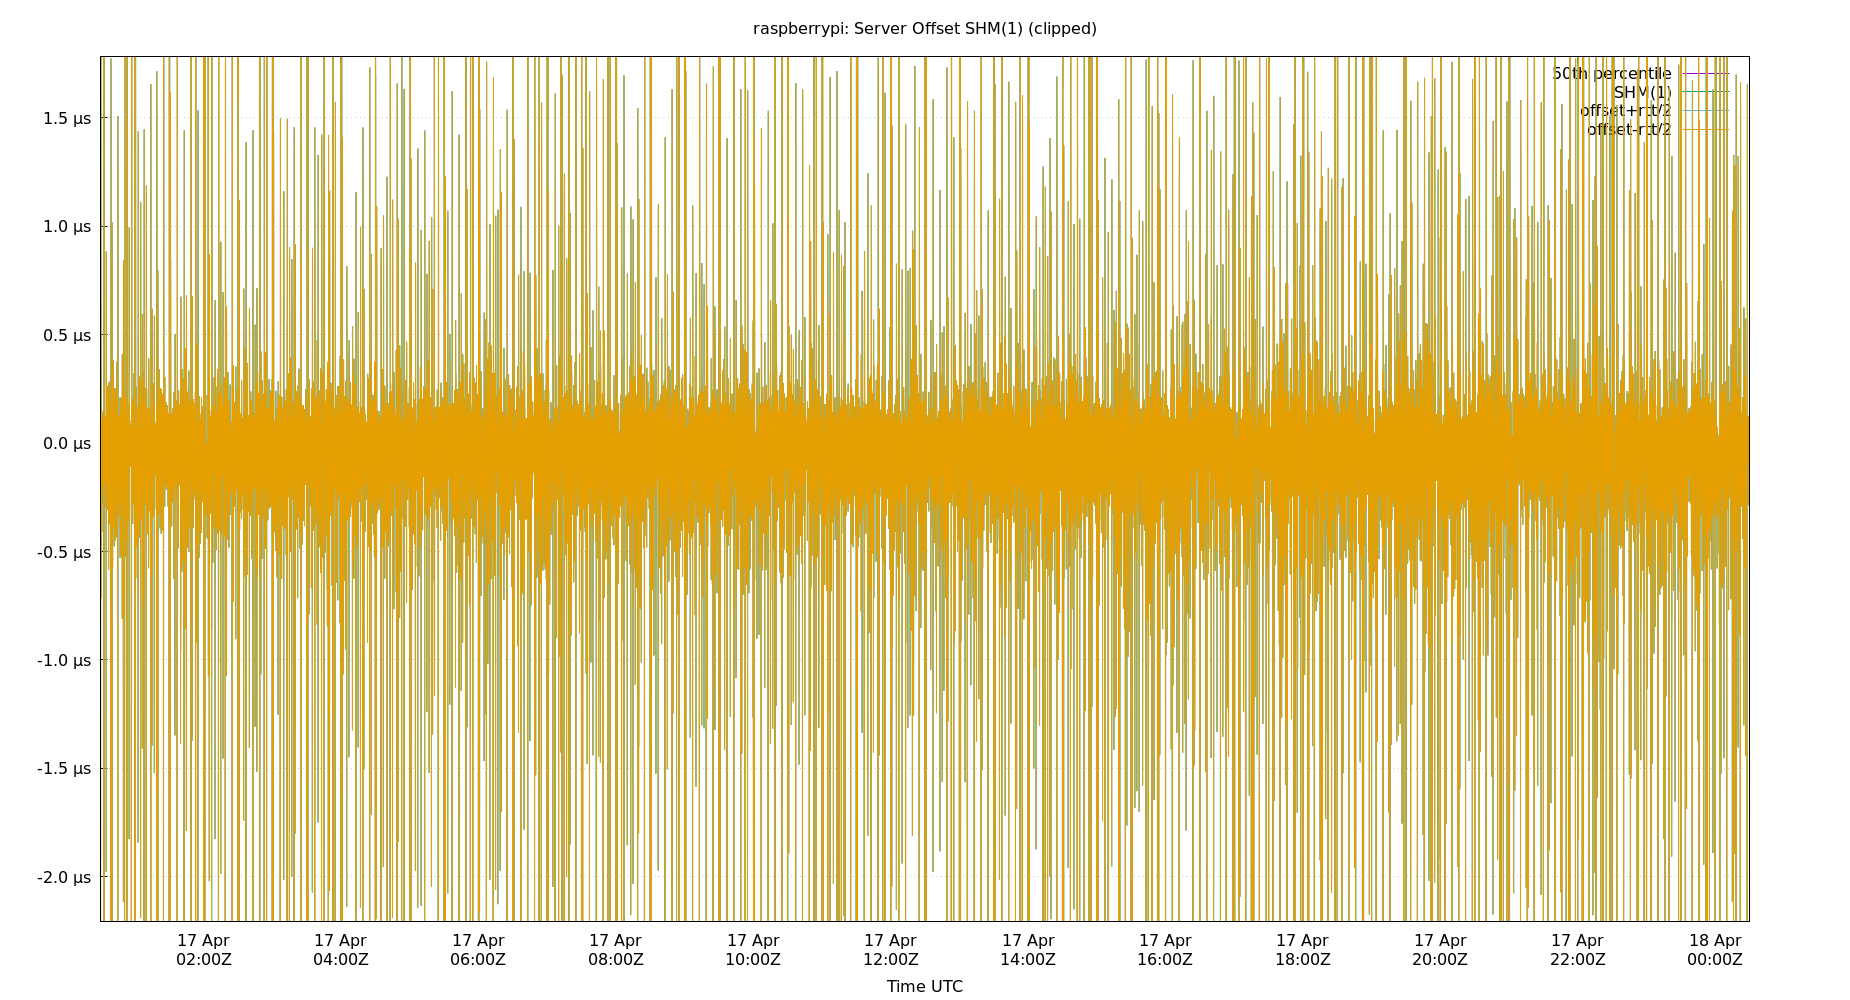 raspberrypi: Server Offset SHM(1) (clipped)
50th percentile
SHM(1)
offset+rtt/2
offset-rtt/2
1.5 µs
1.0 µs
0.5 µs
0.0 µs
-0.5 µs
-1.0 µs
-1.5 µs
-2.0 µs
17 Apr 17 Apr 17 Apr 17 Apr 17 Apr 17 Apr 17 Apr 17 Apr 17 Apr 17 Apr 17 Apr 18 Apr
02:00Z 04:00Z 06:00Z 08:00Z 10:00Z 12:00Z 14:00Z 16:00Z 18:00Z 20:00Z 22:00Z 00:00Z
Time UTC